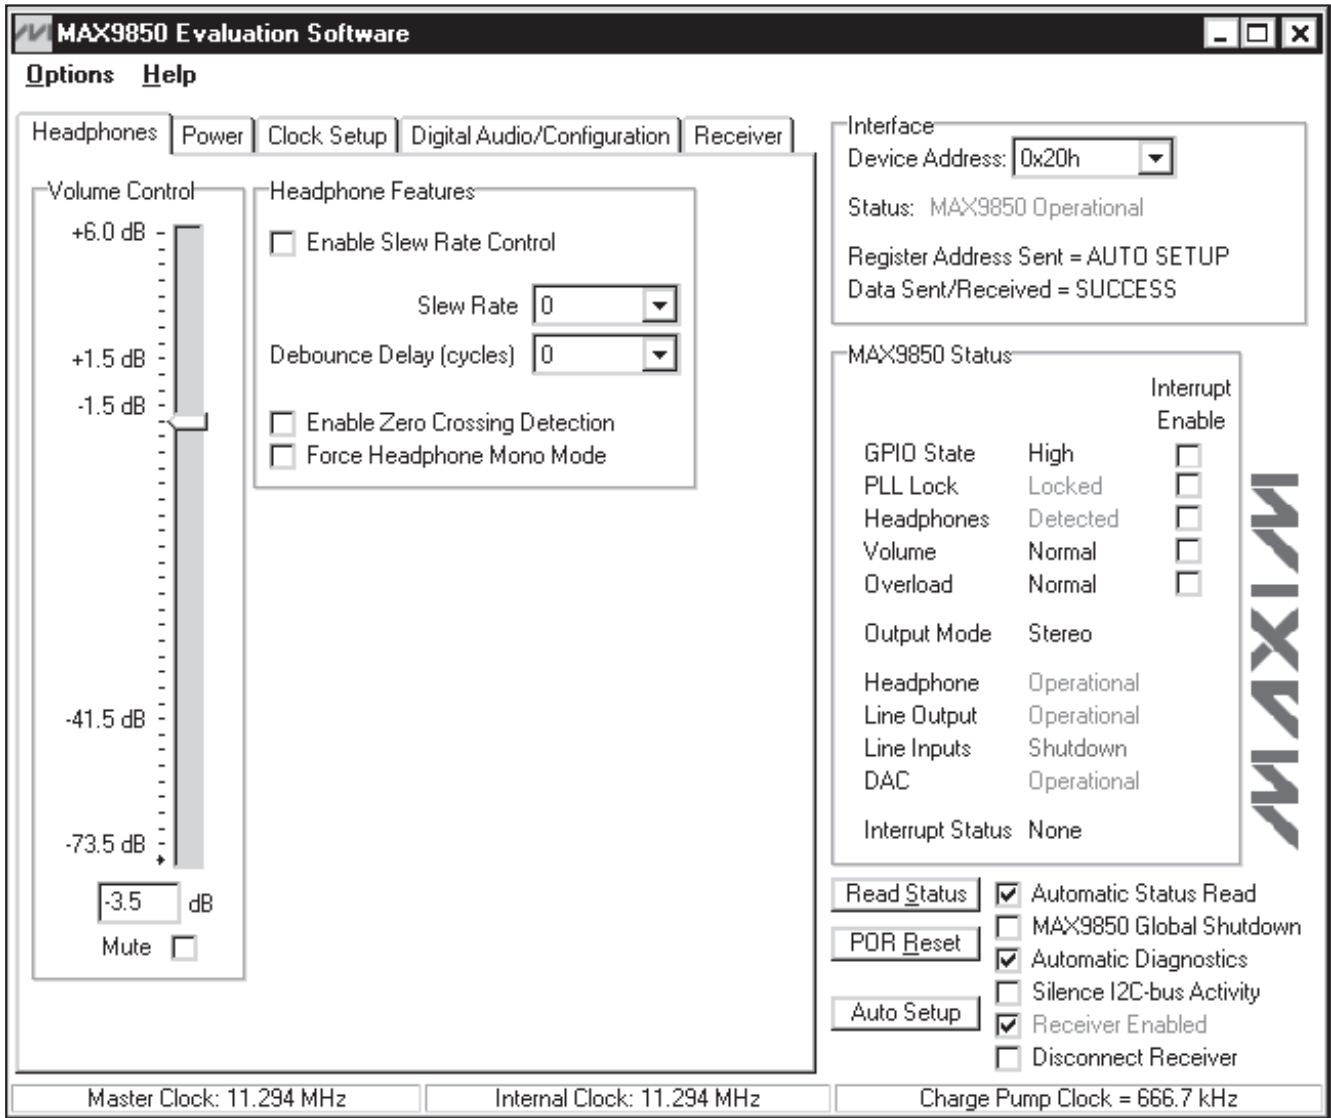 MAX9850 Evaluation Software
Options Help
Headphones Power Clock Setup Digital Audio/Configuration Receiver
Volume Control
+6.0 dB
+1.5 dB
-1.5 dB
-41.5 dB
-73.5 dB
-3.5 dB
Mute
Headphone Features
Enable Slew Rate Control
Slew Rate 0
Debounce Delay (cycles) 0
Enable Zero Crossing Detection
Force Headphone Mono Mode
Interface
Device Address: 0x20h
Status: MAX9850 Operational
Register Address Sent = AUTO SETUP
Data Sent/Received = SUCCESS
MAX9850 Status
Interrupt
Enable
GPIO State High
PLL Lock Locked
Headphones Detected
Volume Normal
Overload Normal
Output Mode Stereo
Headphone Operational
Line Output Operational
Line Inputs Shutdown
DAC Operational
Interrupt Status None
MAXIM
Read Status
POR Reset
Auto Setup
Automatic Status Read
MAX9850 Global Shutdown
Automatic Diagnostics
Silence I2C-bus Activity
Receiver Enabled
Disconnect Receiver
Master Clock: 11.294 MHz
Internal Clock: 11.294 MHz
Charge Pump Clock = 666.7 kHz